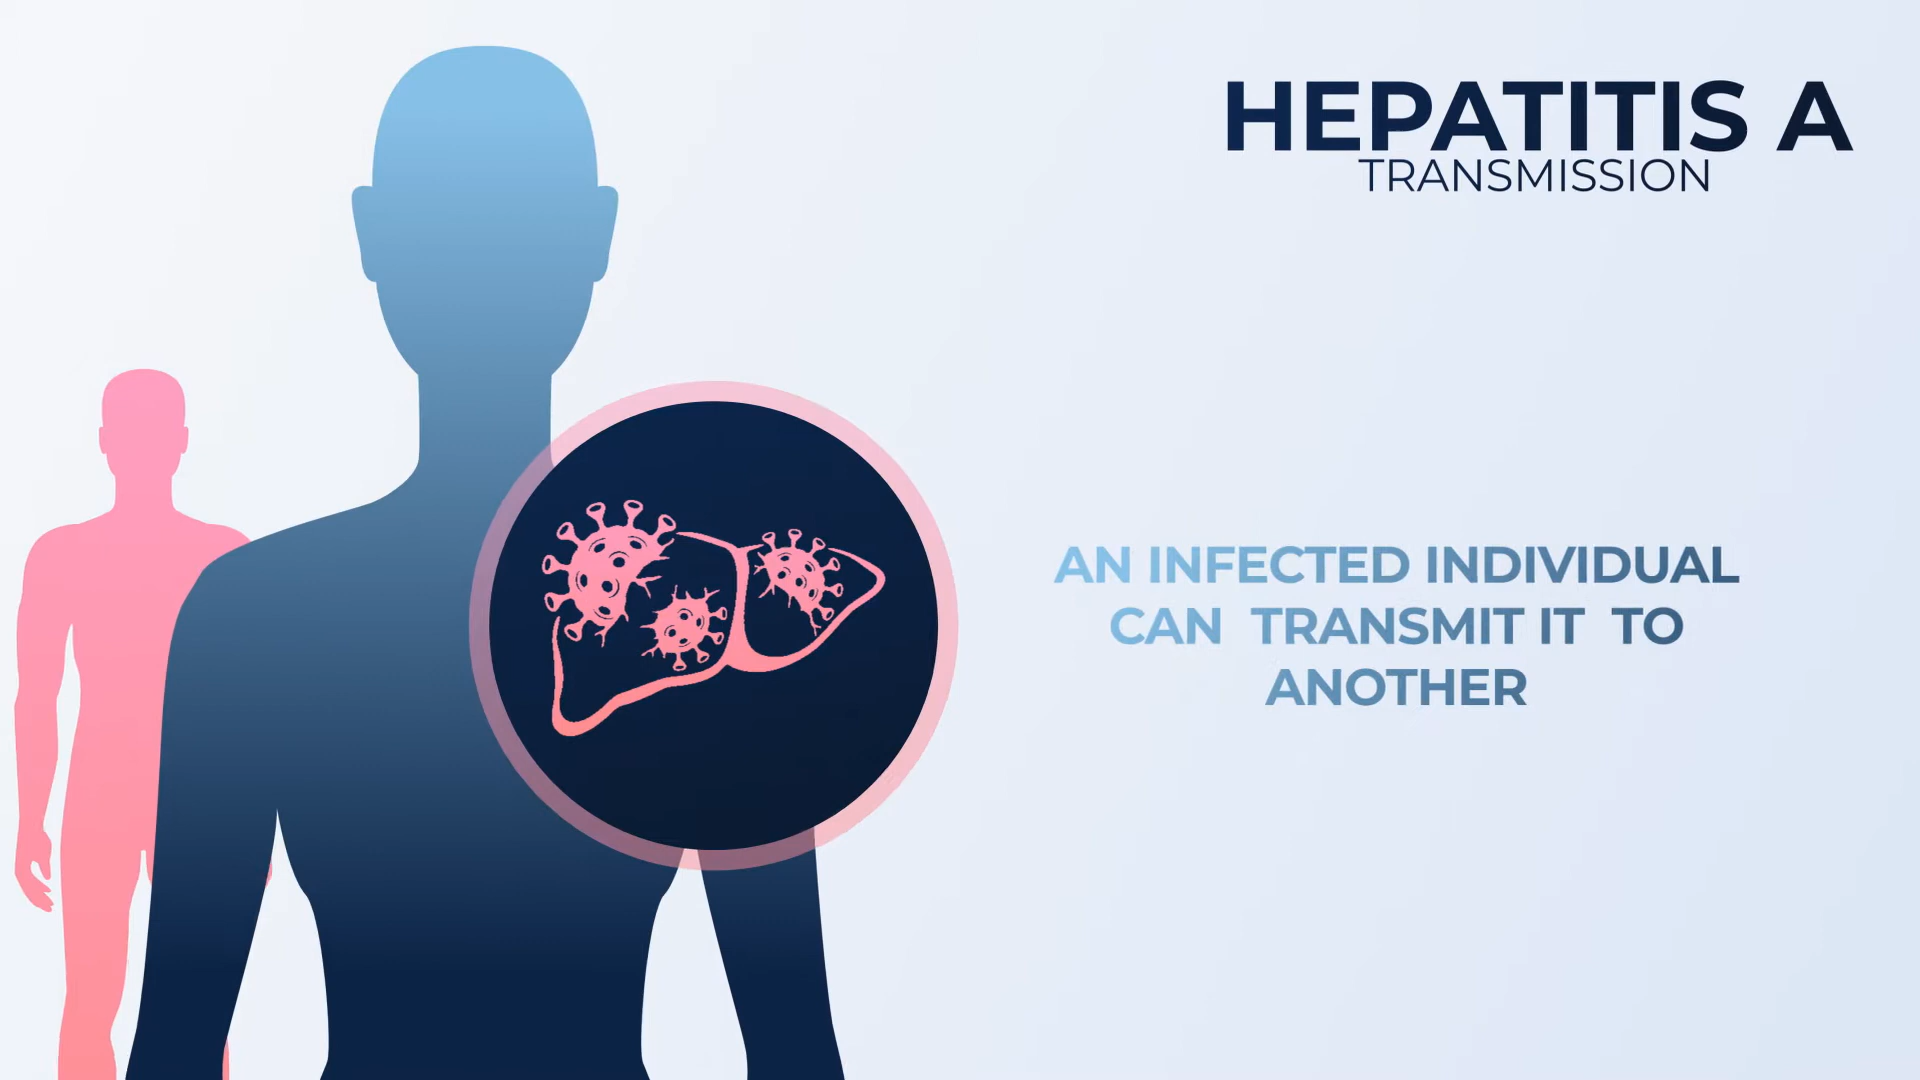 HEPATITIS A
TRANSMISSION
AN INFECTED INDIVIDUAL
CAN TRANSMIT IT TO
ANOTHER